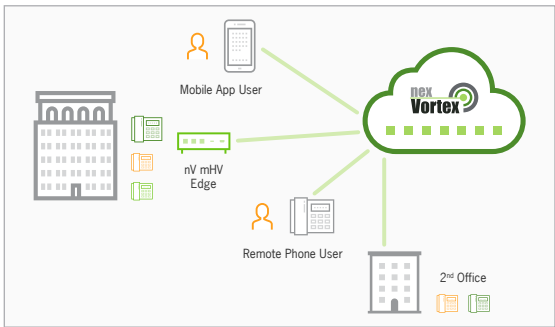 Mobile App User
nex
Vortex
nV mHV
Edge
Remote Phone User
2nd Office